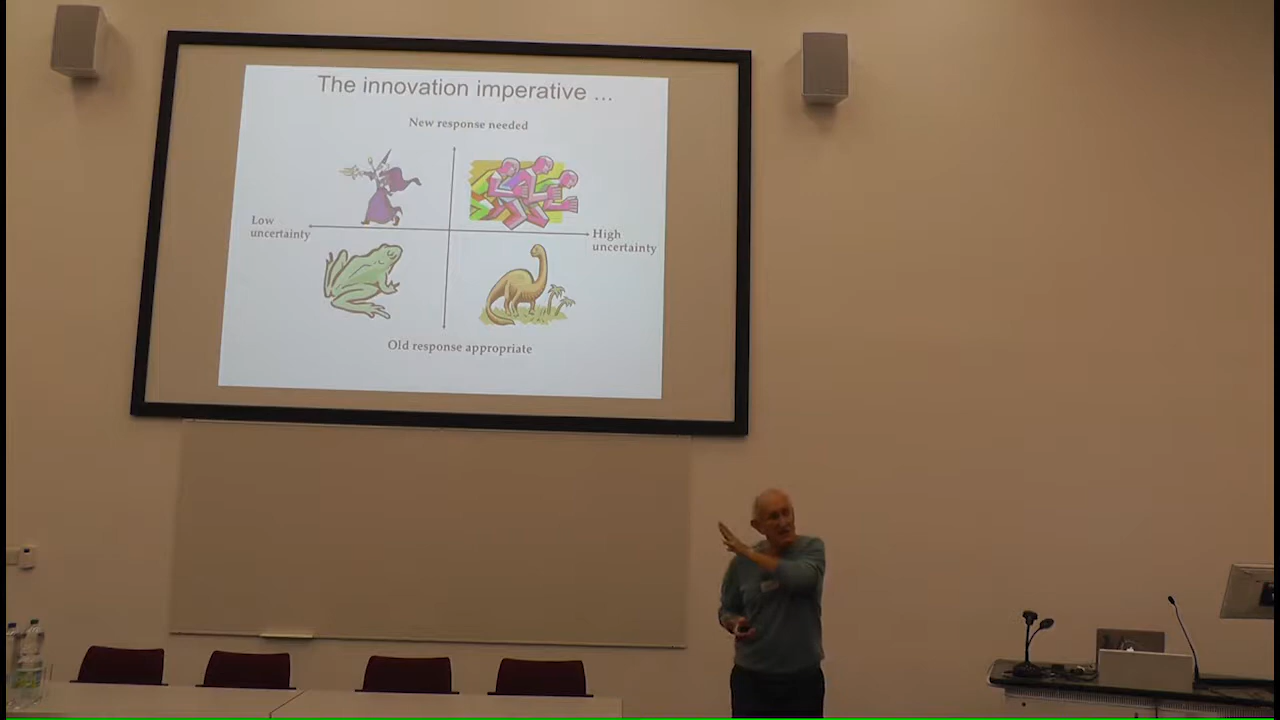 The innovation imperative ...
New response needed
Low
uncertainty
High
uncertainty
Old response appropriate